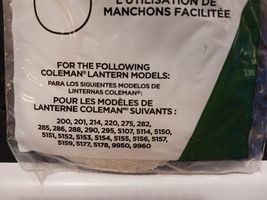 L'UTILISATION DE
MANCHONS FACILITÉE
FOR THE FOLLOWING
COLEMAN® LANTERN MODELS:
PARA LOS SIGUIENTES MODELOS DE
LINTERNAS COLEMAN®:
POUR LES MODÈLES DE
LANTERNE COLEMAN™ SUIVANTS :
200, 201, 214, 220, 275, 282,
285, 286, 288, 290, 295, 5107, 5114, 5150,
5151, 5152, 5153, 5154, 5155, 5156, 5157,
5159, 5177, 5178, 9950, 9960